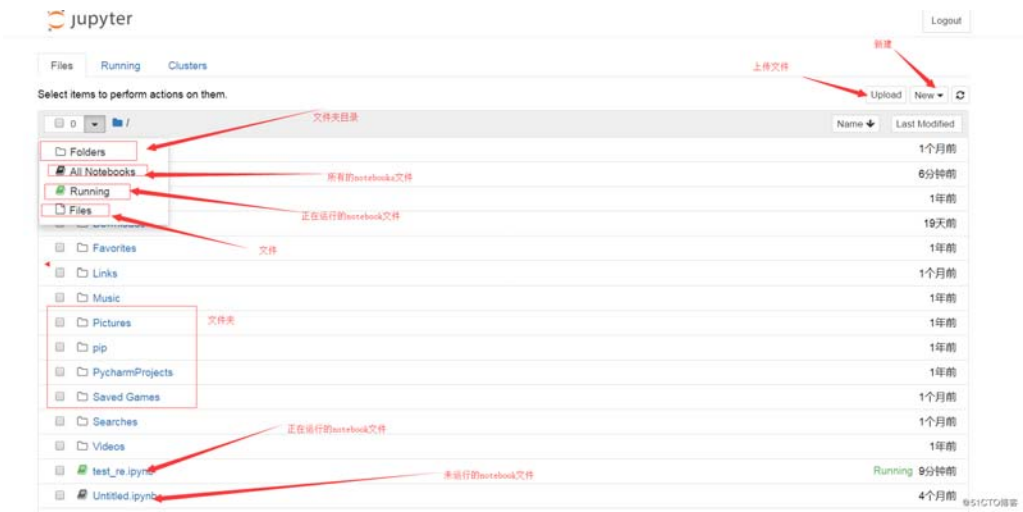 jupyter
Logout
新建
Files Running Clusters
上传文件
Select items to perform actions on them.
Upload New
0 /
文件夹目录
Name Last Modified
Folders
1个月前
All Notebooks
所有的notebooks文件
6分钟前
Running
1年前
正在运行的notebook文件
Files
19天前
文件
Favorites 1年前
Links 1个月前
Music 1年前
Pictures 文件夹 1年前
pip 1年前
PycharmProjects 1年前
Saved Games 1个月前
Searches 1个月前
正在运行的notebook文件
Videos 1年前
test_re.ipynb Running 9分钟前
未运行的notebook文件
Untitled.ipynb 4个月前
@51CTO博客